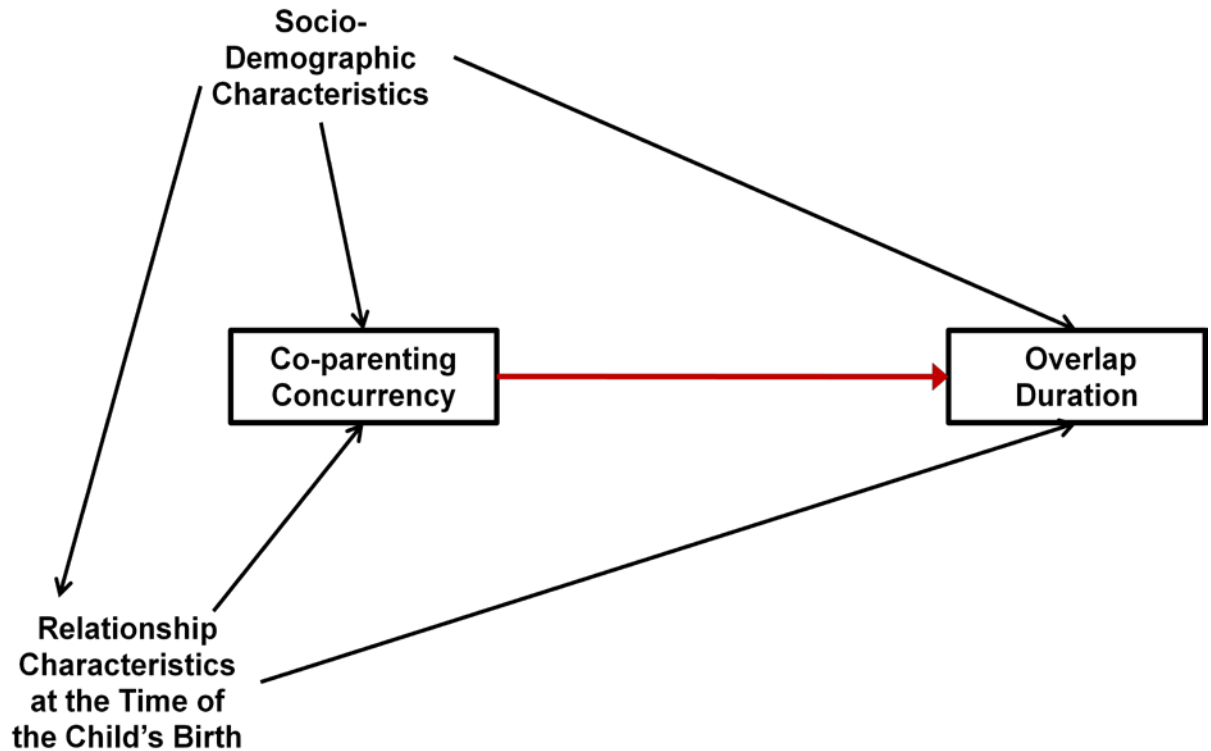 Socio-
Demographic
Characteristics
Co-parenting
Concurrency
Overlap
Duration
Relationship
Characteristics
at the Time of
the Child's Birth